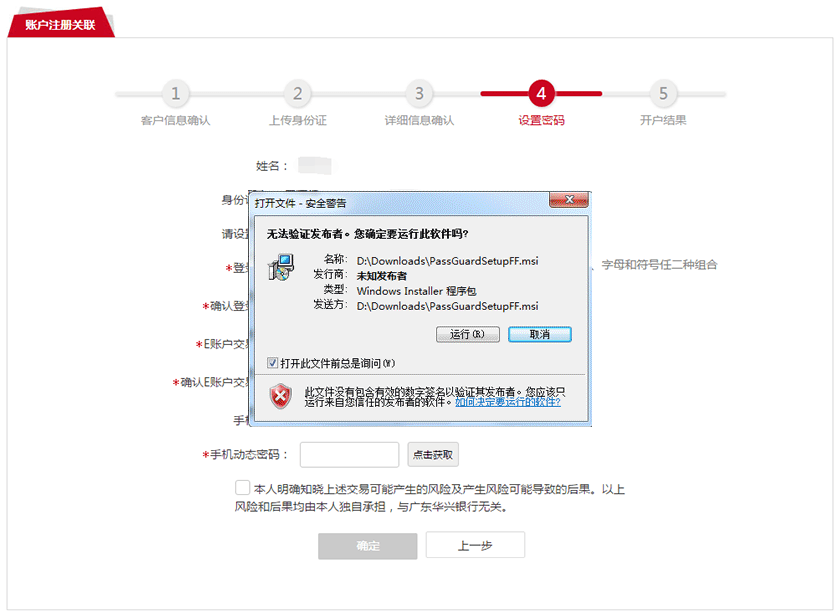 账户注册关联
1 2 3 4 5
客户信息确认 上传身份证 详细信息确认 设置密码 开户结果
姓名：
身份
打开文件 - 安全警告
无法验证发布者。您确定要运行此软件吗?
请设
名称: D:\Downloads\PassGuardSetupFF.msi
*登
、字母和符号任二种组合
发行商: 未知发布者
类型: Windows Installer 程序包
发送方: D:\Downloads\PassGuardSetupFF.msi
*确认登
运行(R) 取消
*E账户交
打开此文件前总是询问(W)
*确认E账户交
此文件没有包含有效的数字签名以验证其发布者。您应该只
运行来自您信任的发布者的软件。如何决定要运行的软件?
手
*手机动态密码： 点击获取
本人明确知晓上述交易可能产生的风险及产生风险可能导致的后果。以上
风险和后果均由本人独自承担，与广东华兴银行无关。
确定 上一步